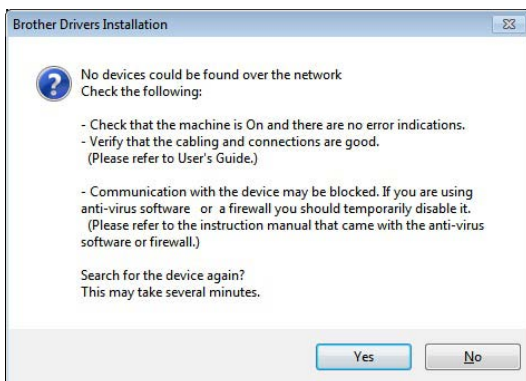 Brother Drivers Installation
No devices could be found over the network
Check the following:
- Check that the machine is On and there are no error indications.
- Verify that the cabling and connections are good.
(Please refer to User's Guide.)
- Communication with the device may be blocked. If you are using
anti-virus software or a firewall you should temporarily disable it.
(Please refer to the instruction manual that came with the anti-virus
software or firewall.)
Search for the device again?
This may take several minutes.
Yes
No